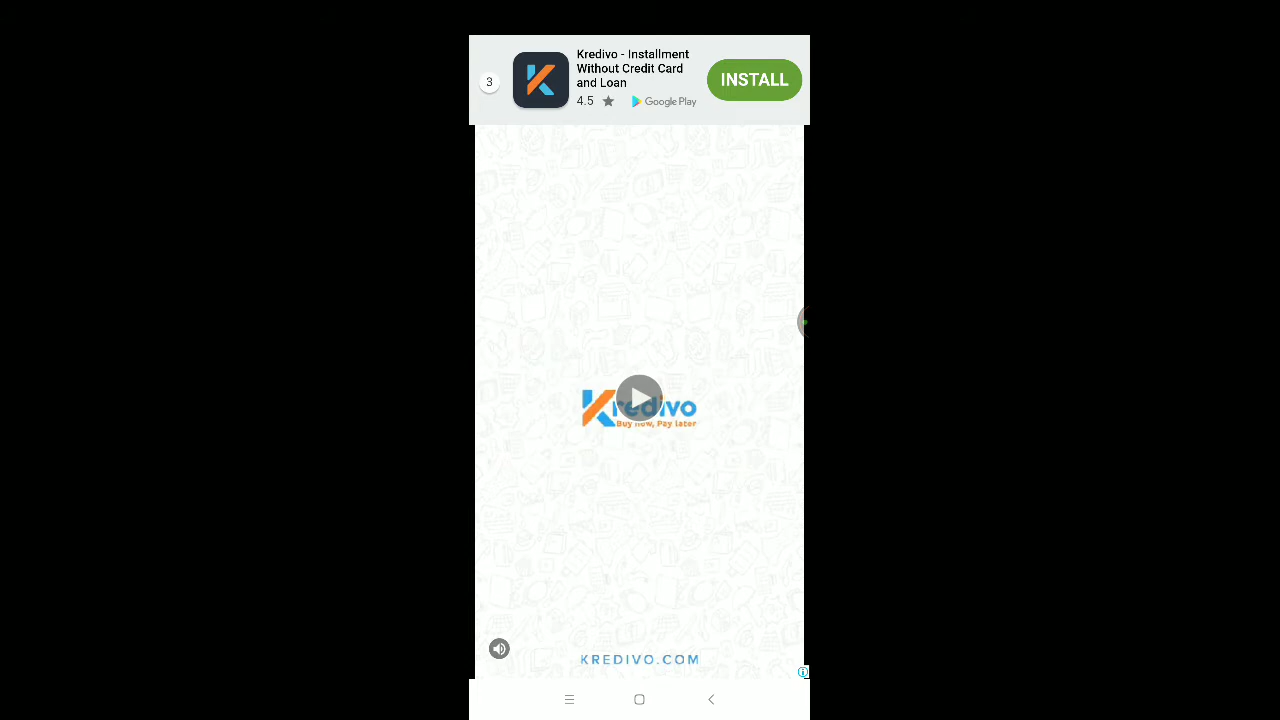 3
Kredivo - Installment
Without Credit Card
and Loan
4.5
Google Play
INSTALL
Kredivo
Buy now, Pay later
KREDIVO.COM